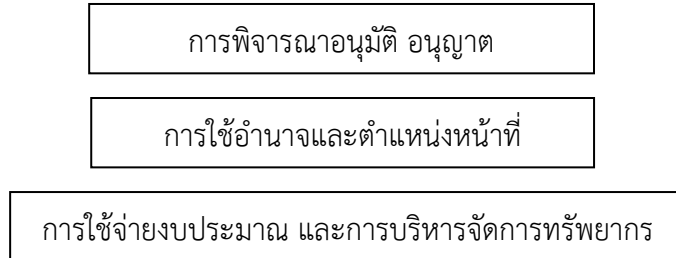 การพิจารณาอนุมัติ อนุญาต
การใช้อำนาจและตำแหน่งหน้าที่
การใช้จ่ายงบประมาณ และการบริหารจัดการทรัพยากร